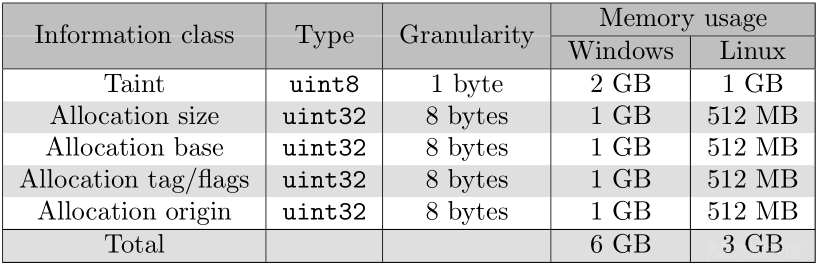 Information class Type Granularity Memory usage
Windows Linux
Taint uint8 1 byte 2 GB 1 GB
Allocation size uint32 8 bytes 1 GB 512 MB
Allocation base uint32 8 bytes 1 GB 512 MB
Allocation tag/flags uint32 8 bytes 1 GB 512 MB
Allocation origin uint32 8 bytes 1 GB 512 MB
Total 6 GB 3 GB